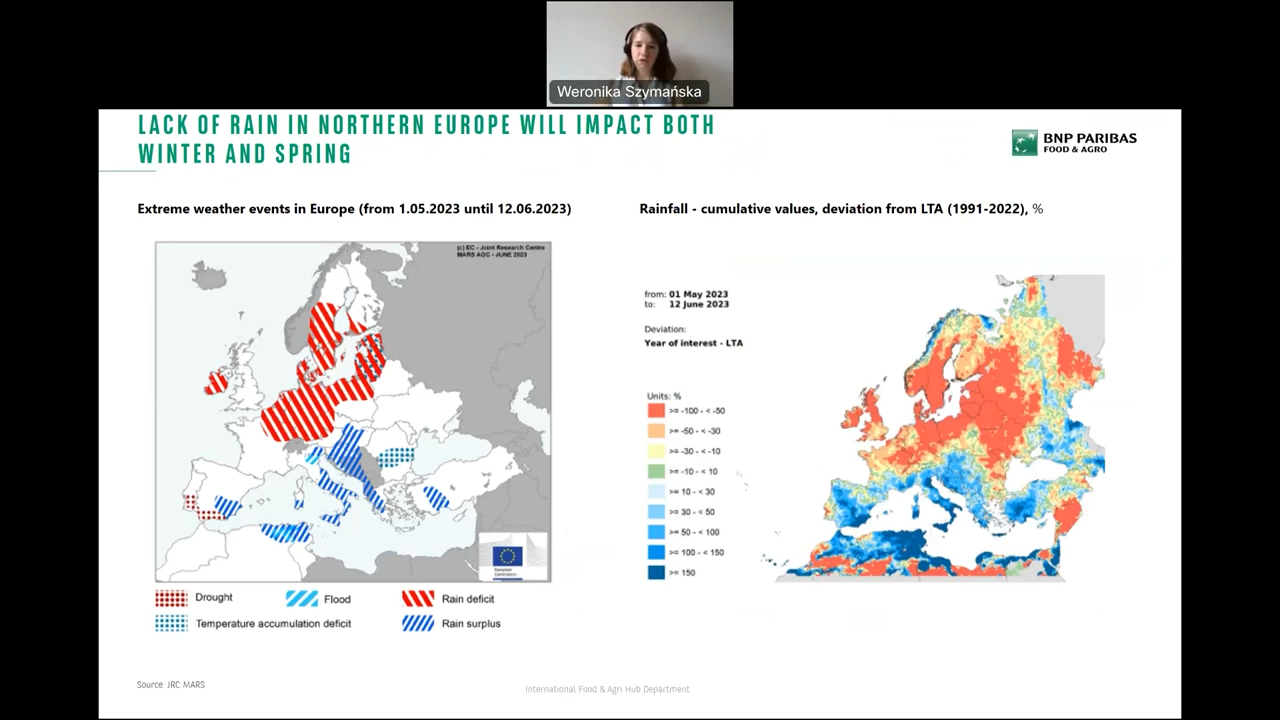 Weronika Szymańska
LACK OF RAIN IN NORTHERN EUROPE WILL IMPACT BOTH
WINTER AND SPRING
BNP PARIBAS
FOOD & AGRO
Extreme weather events in Europe (from 1.05.2023 until 12.06.2023)
Rainfall - cumulative values, deviation from LTA (1991-2022), %
(c) EC - Joint Research Centre
MARS AOC - JUNE 2023
European
Commission
Drought
Flood
Rain deficit
Temperature accumulation deficit
Rain surplus
from: 01 May 2023
to: 12 June 2023
Deviation:
Year of interest - LTA
Units: %
>= -100 - < -50
>= -50 - < -30
>= -30 - < -10
>= -10 - < 10
>= 10 - < 30
>= 30 - < 50
>= 50 - < 100
>= 100 - < 150
>= 150
Source: JRC MARS
International Food & Agri Hub Department